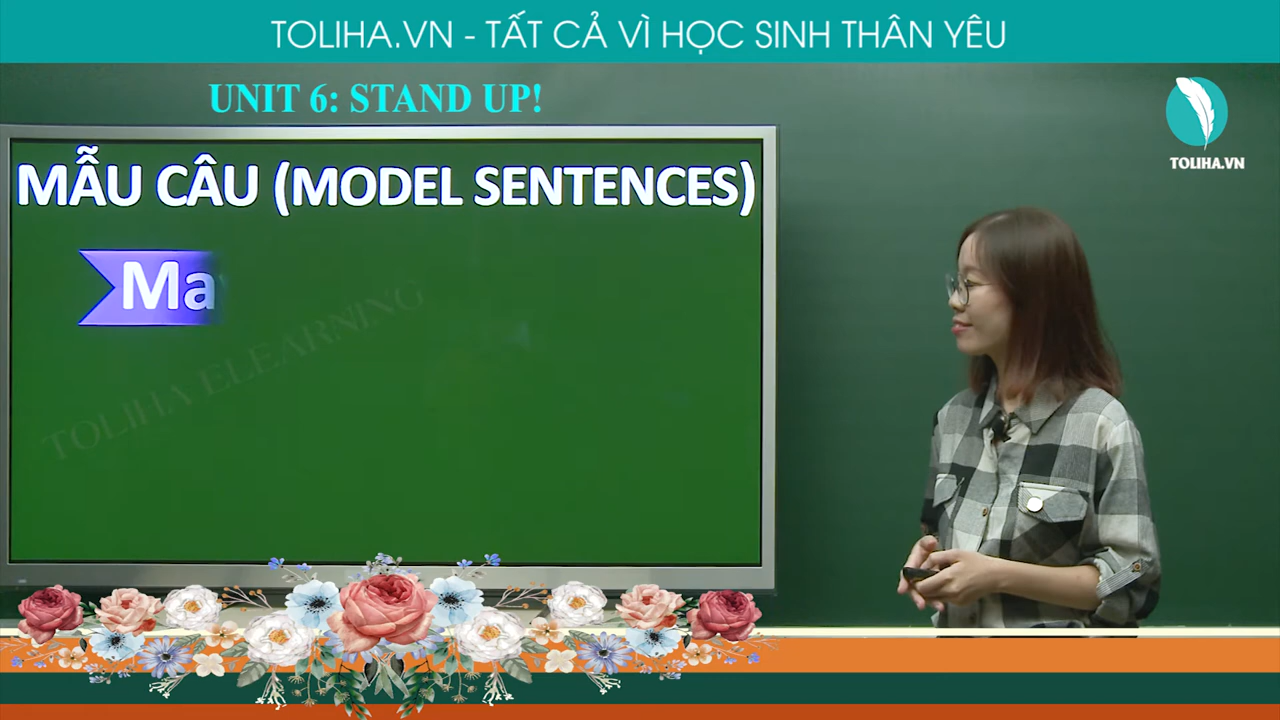 TOLIHA.VN - TẤT CẢ VÌ HỌC SINH THÂN YÊU
UNIT 6: STAND UP!
TOLIHA.VN
MẪU CÂU (MODEL SENTENCES)
Ma
TOLIHA ELEARNING